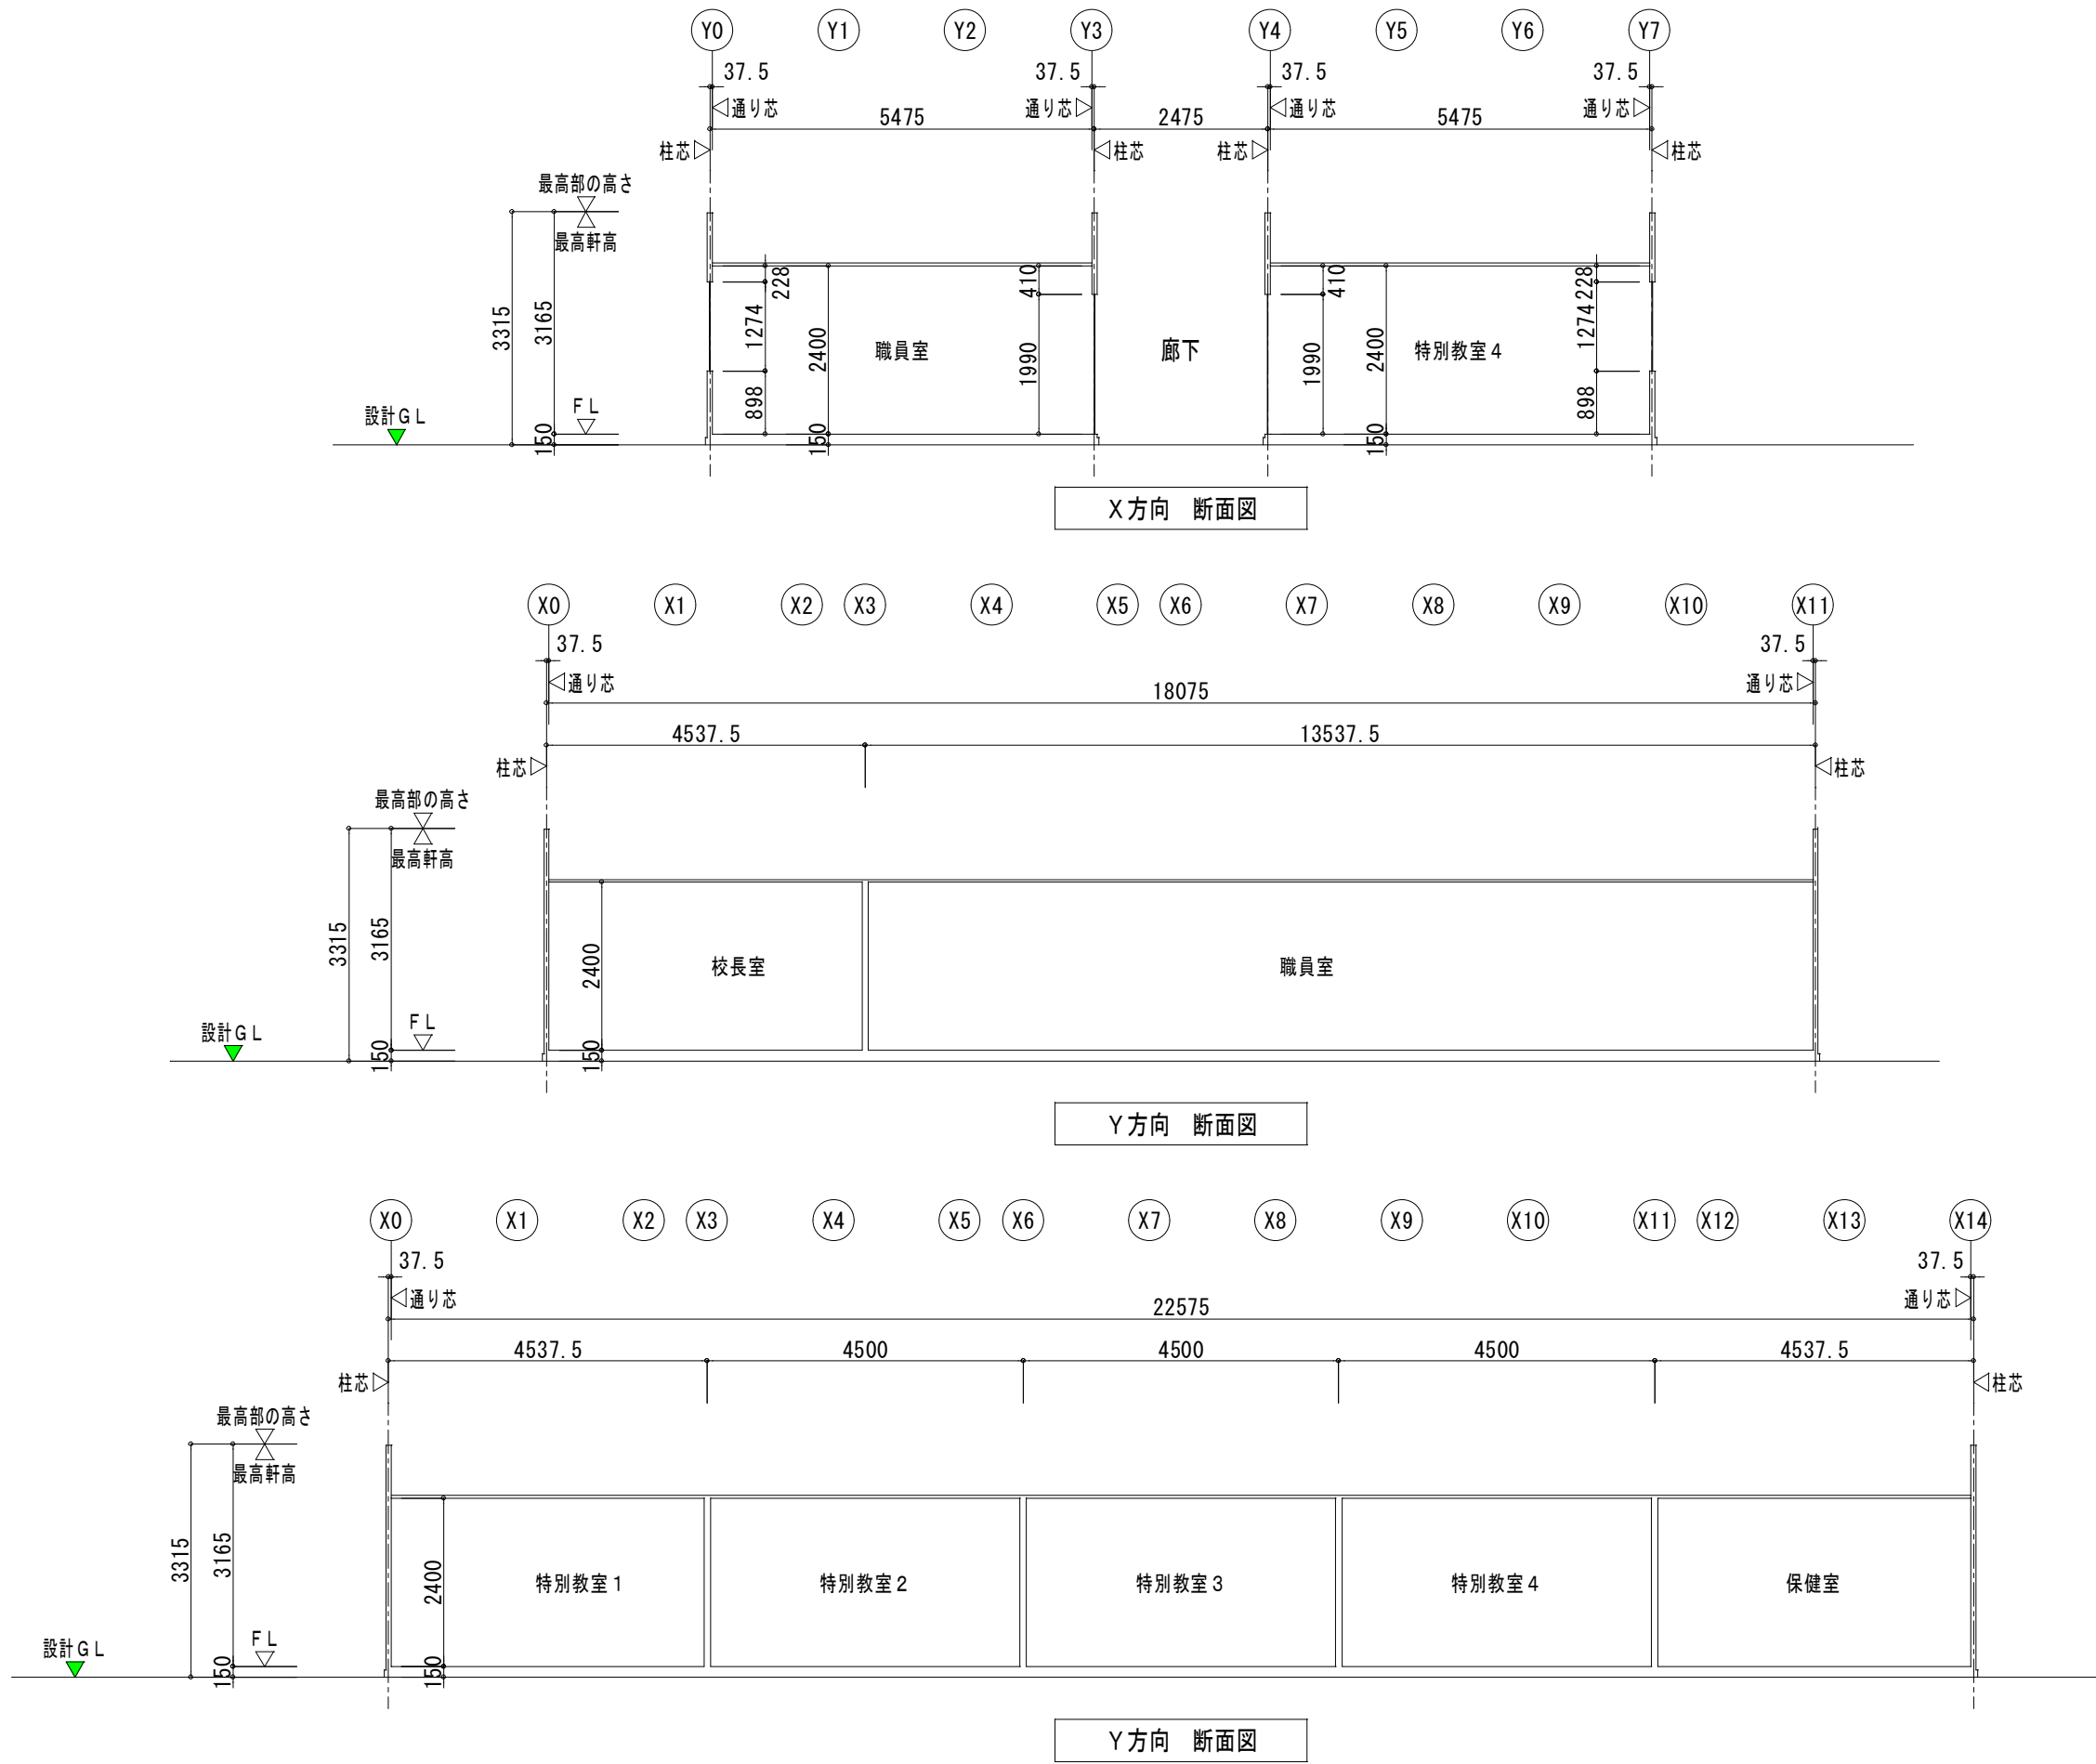 Y0 Y1 Y2 Y3 Y4 Y5 Y6 Y7
37.5 37.5 37.5 37.5
通り芯 通り芯 通り芯 通り芯
5475 2475 5475
柱芯 柱芯 柱芯 柱芯
最高部の高さ
最高軒高
3315 3165 150
228 1274 898
2400 150
410 1990
410 1990
2400 150
228 1274 898
職員室 廊下 特別教室4
設計GL FL
X方向 断面図
X0 X1 X2 X3 X4 X5 X6 X7 X8 X9 X10 X11
37.5 37.5
通り芯 通り芯
18075
4537.5 13537.5
柱芯 柱芯
最高部の高さ
最高軒高
3315 3165 150
2400 150
校長室 職員室
設計GL FL
Y方向 断面図
X0 X1 X2 X3 X4 X5 X6 X7 X8 X9 X10 X11 X12 X13 X14
37.5 37.5
通り芯 通り芯
22575
4537.5 4500 4500 4500 4537.5
柱芯 柱芯
最高部の高さ
最高軒高
3315 3165 150
2400 150
特別教室1 特別教室2 特別教室3 特別教室4 保健室
設計GL FL
Y方向 断面図